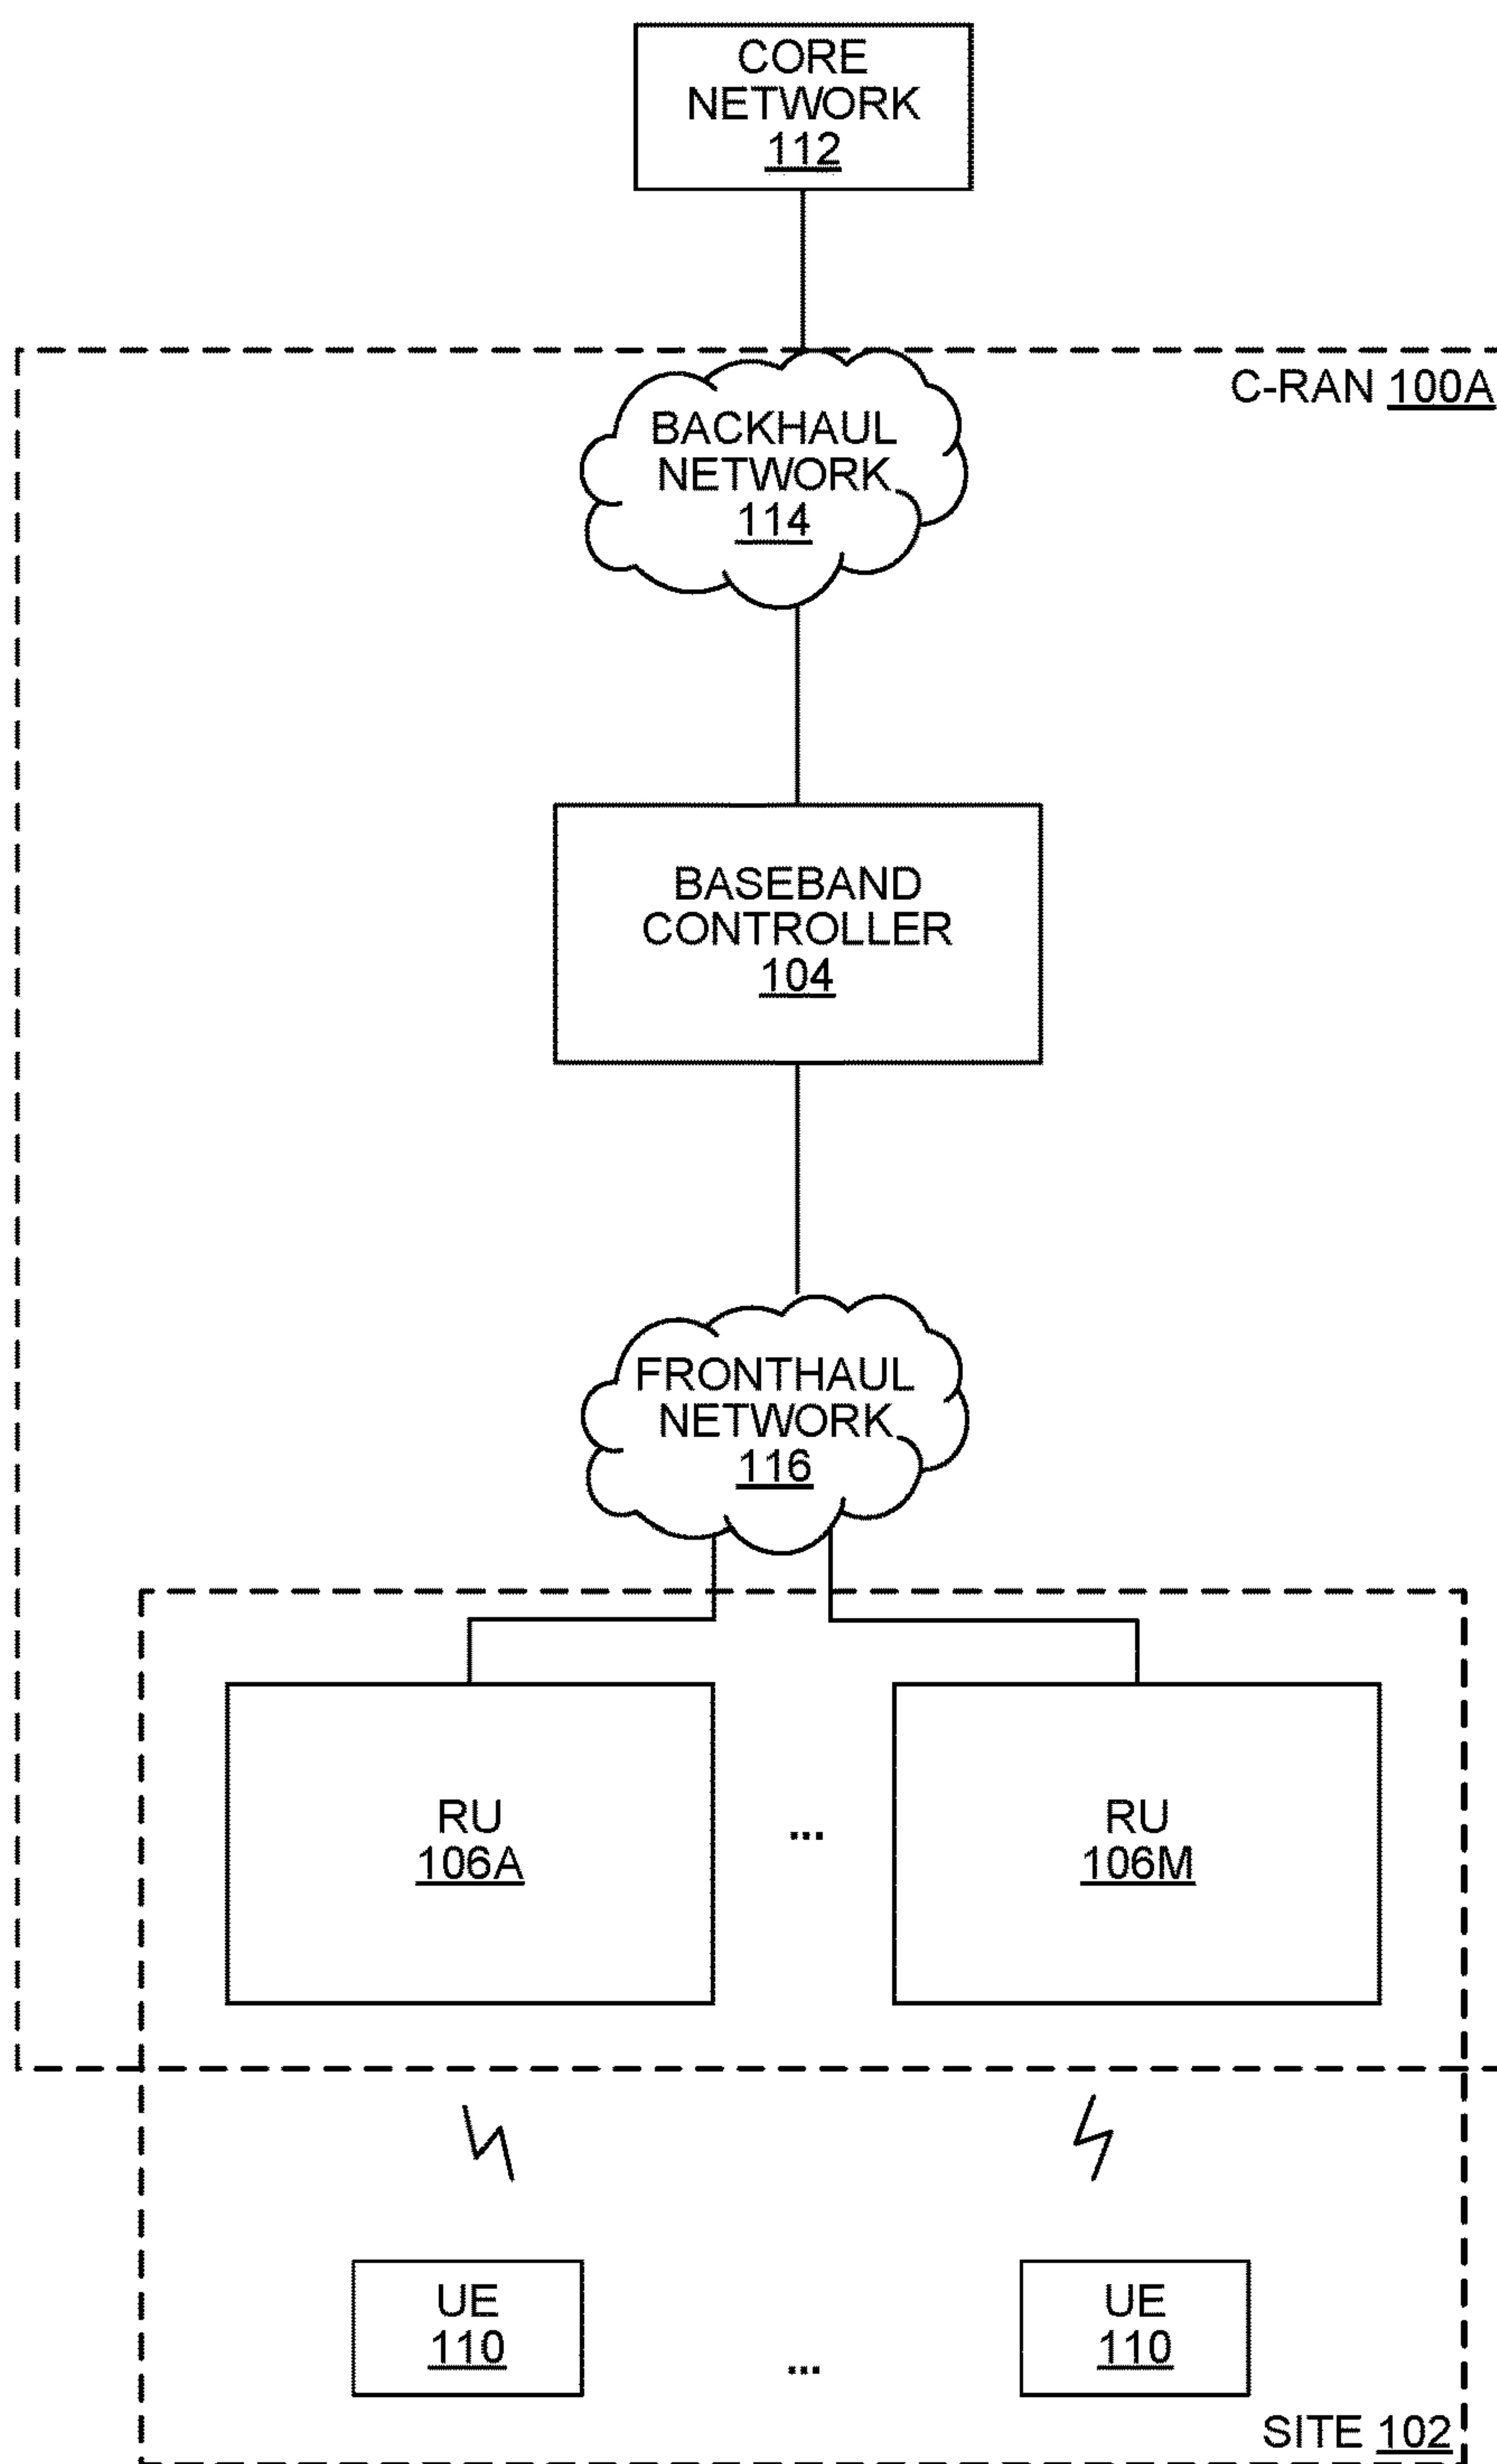 CORE
NETWORK
112
C-RAN 100A
BACKHAUL
NETWORK
114
BASEBAND
CONTROLLER
104
FRONTHAUL
NETWORK
116
RU
106A
...
RU
106M
UE
110
...
UE
110
SITE 102